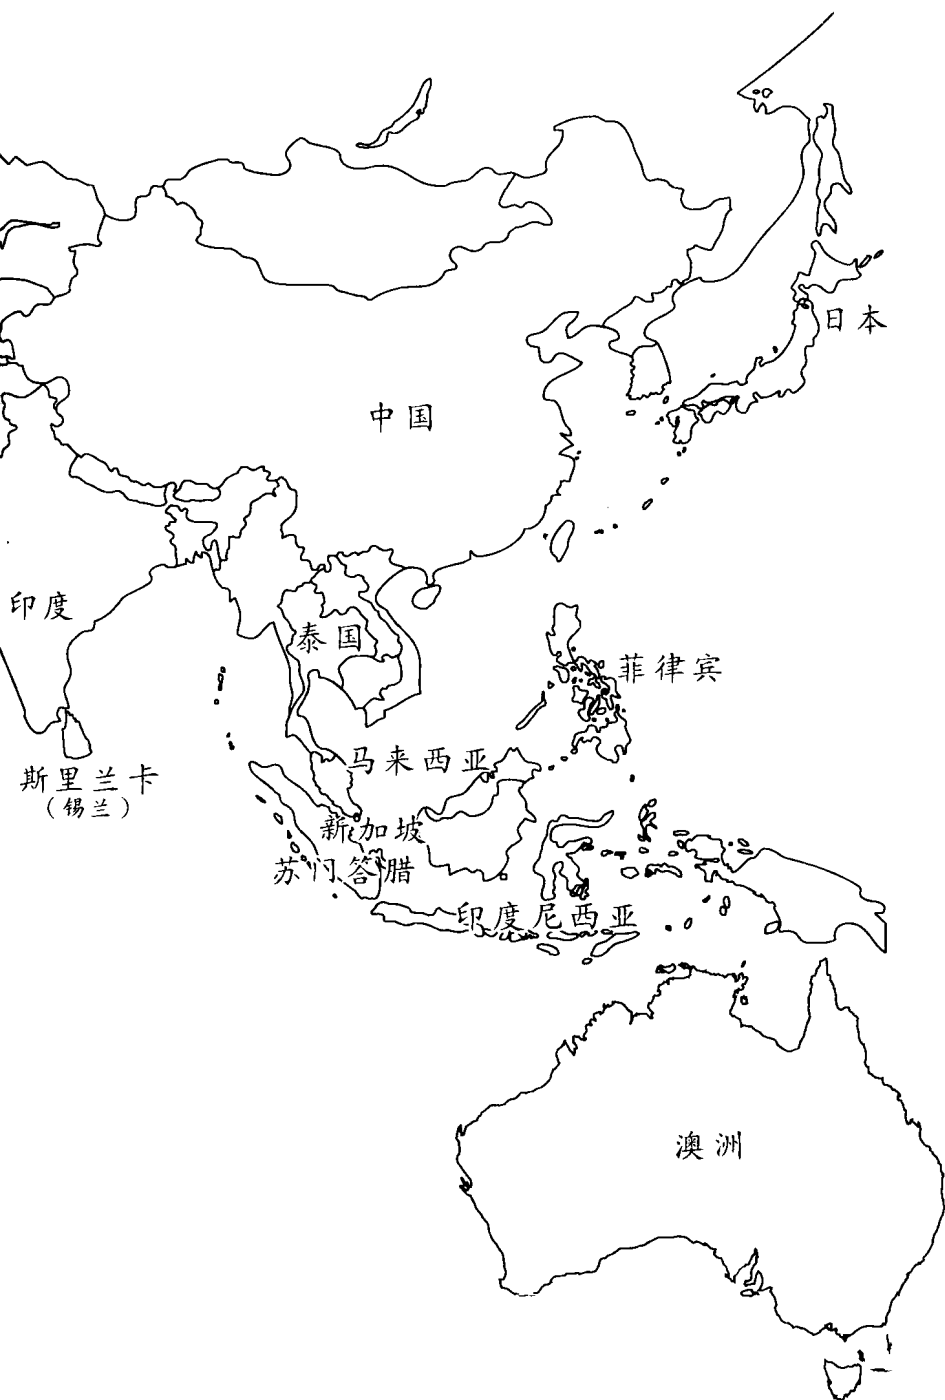 日本
中国
印度
泰国
菲律宾
马来西亚
斯里兰卡
（锡兰）
新加坡
苏门答腊
印度尼西亚
澳洲